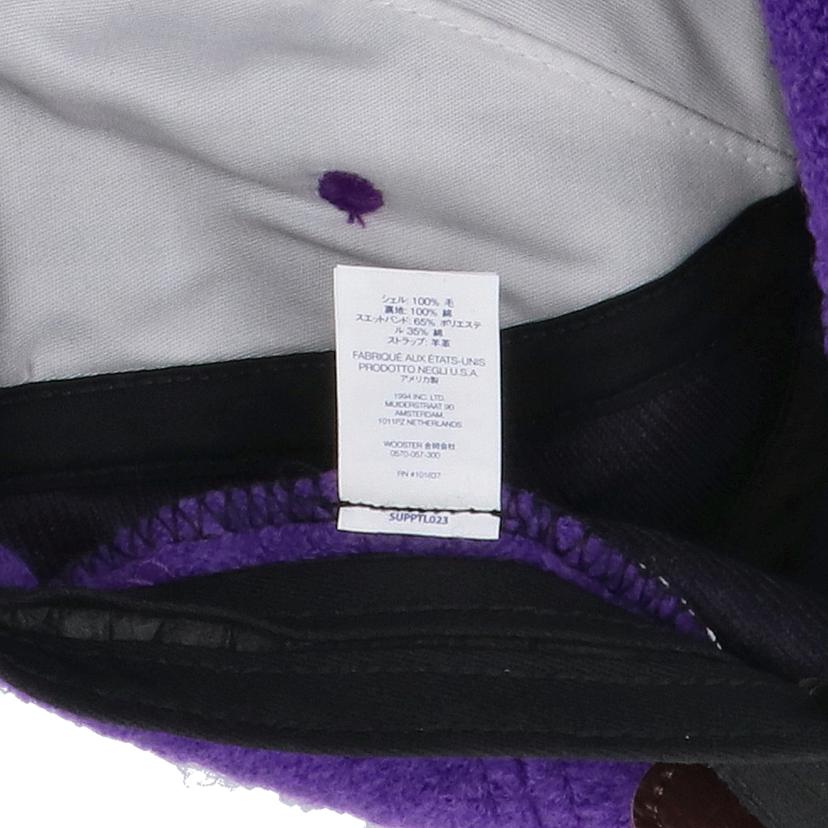 シェル: 100% 毛
裏地: 100% 綿
スエットバンド: 65% ポリエステ
ル 35% 綿
ストラップ: 羊革
FABRIQUÉ AUX ÉTATS-UNIS
PRODOTTO NEGLI U.S.A.
アメリカ製
1994 INC. LTD.
MUIDERSTRAAT 9D
AMSTERDAM,
1011PZ NETHERLANDS
WOOSTER 合同会社
0570-057-300
RN #101837
SUPPTL023